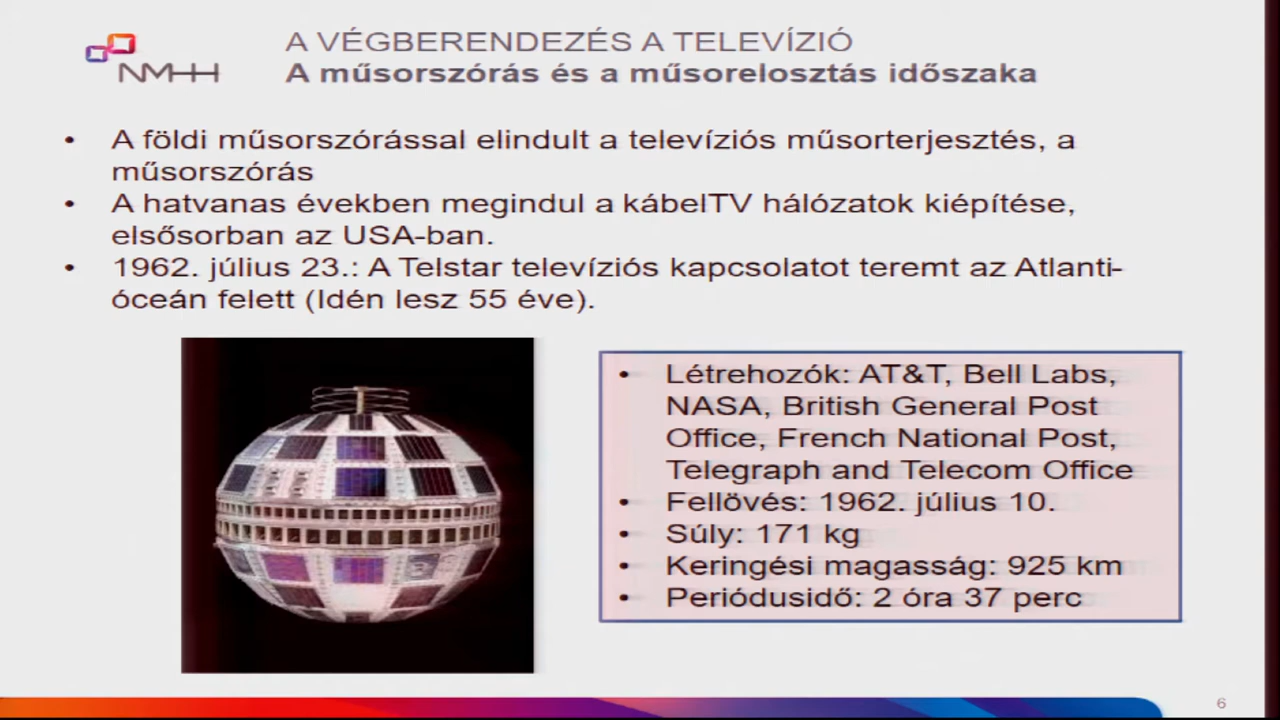 NMHH
A VÉGBERENDEZÉS A TELEVÍZIÓ
A műsorszórás és a műsorelosztás időszaka
• A földi műsorszórással elindult a televíziós műsorterjesztés, a
műsorszórás
• A hatvanas években megindul a kábelTV hálózatok kiépítése,
elsősorban az USA-ban.
• 1962. július 23.: A Telstar televíziós kapcsolatot teremt az Atlanti-
óceán felett (Idén lesz 55 éve).
• Létrehozók: AT&T, Bell Labs,
NASA, British General Post
Office, French National Post,
Telegraph and Telecom Office
• Fellövés: 1962. július 10.
• Súly: 171 kg
• Keringési magasság: 925 km
• Periódusidő: 2 óra 37 perc
6